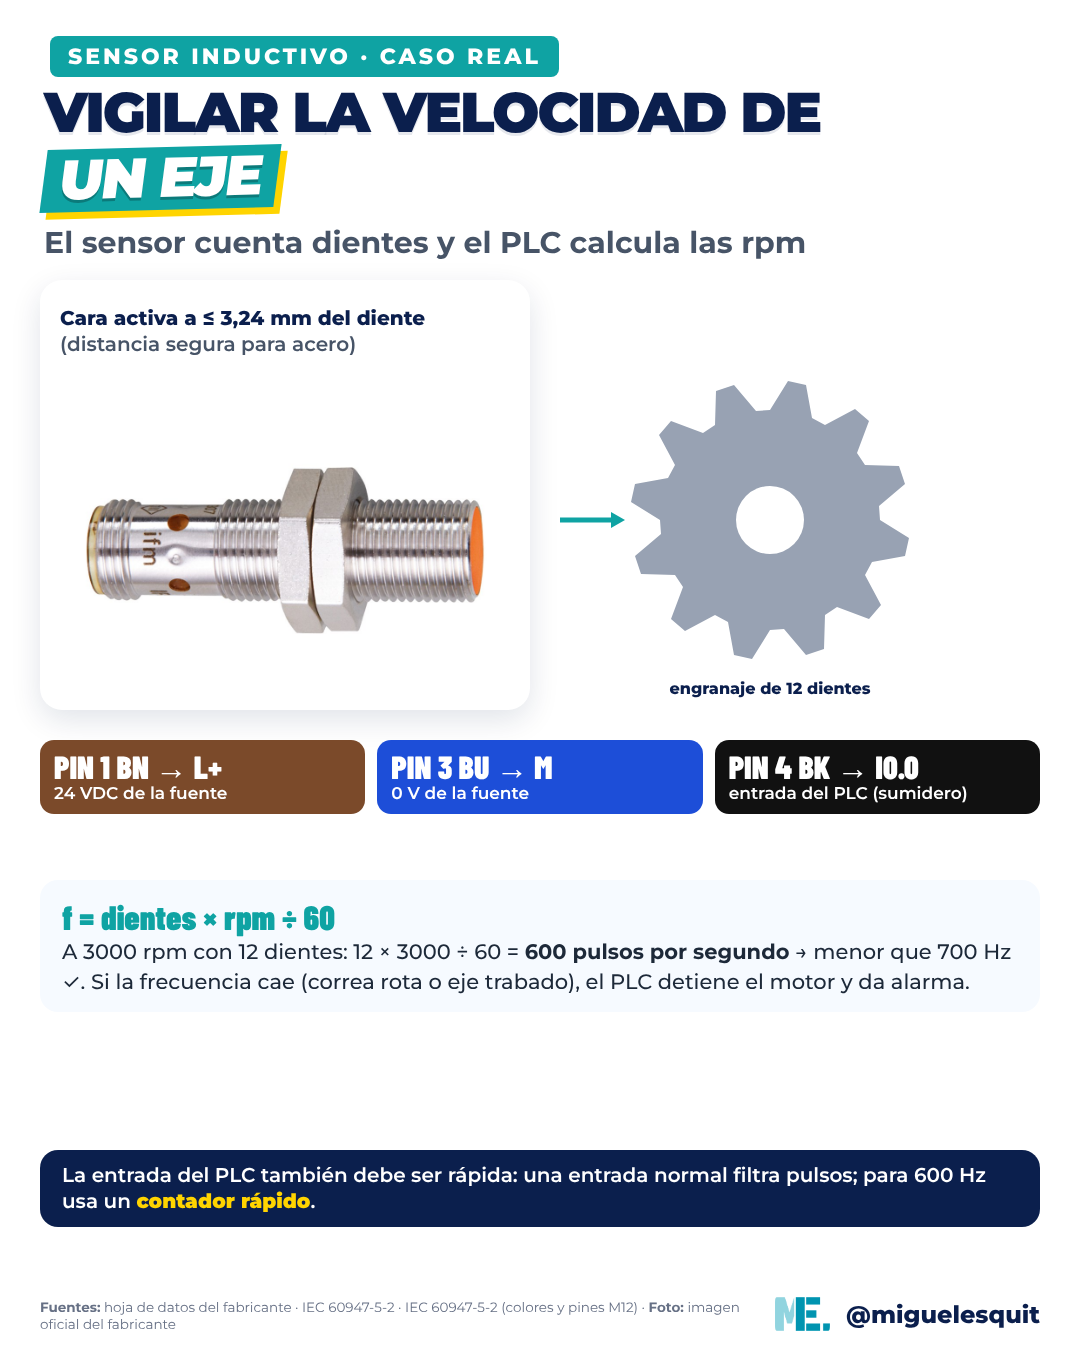 SENSOR INDUCTIVO · CASO REAL
VIGILAR LA VELOCIDAD DE
UN EJE
El sensor cuenta dientes y el PLC calcula las rpm
Cara activa a ≤ 3,24 mm del diente
(distancia segura para acero)
ifm
engranaje de 12 dientes
PIN 1 BN → L+
24 VDC de la fuente
PIN 3 BU → M
0 V de la fuente
PIN 4 BK → I0.0
entrada del PLC (sumidero)
f = dientes × rpm ÷ 60
A 3000 rpm con 12 dientes: 12 × 3000 ÷ 60 = 600 pulsos por segundo → menor que 700 Hz
✓. Si la frecuencia cae (correa rota o eje trabado), el PLC detiene el motor y da alarma.
La entrada del PLC también debe ser rápida: una entrada normal filtra pulsos; para 600 Hz
usa un contador rápido.
Fuentes: hoja de datos del fabricante · IEC 60947-5-2 · IEC 60947-5-2 (colores y pines M12) · Foto: imagen
oficial del fabricante
ME. @miguelesquit